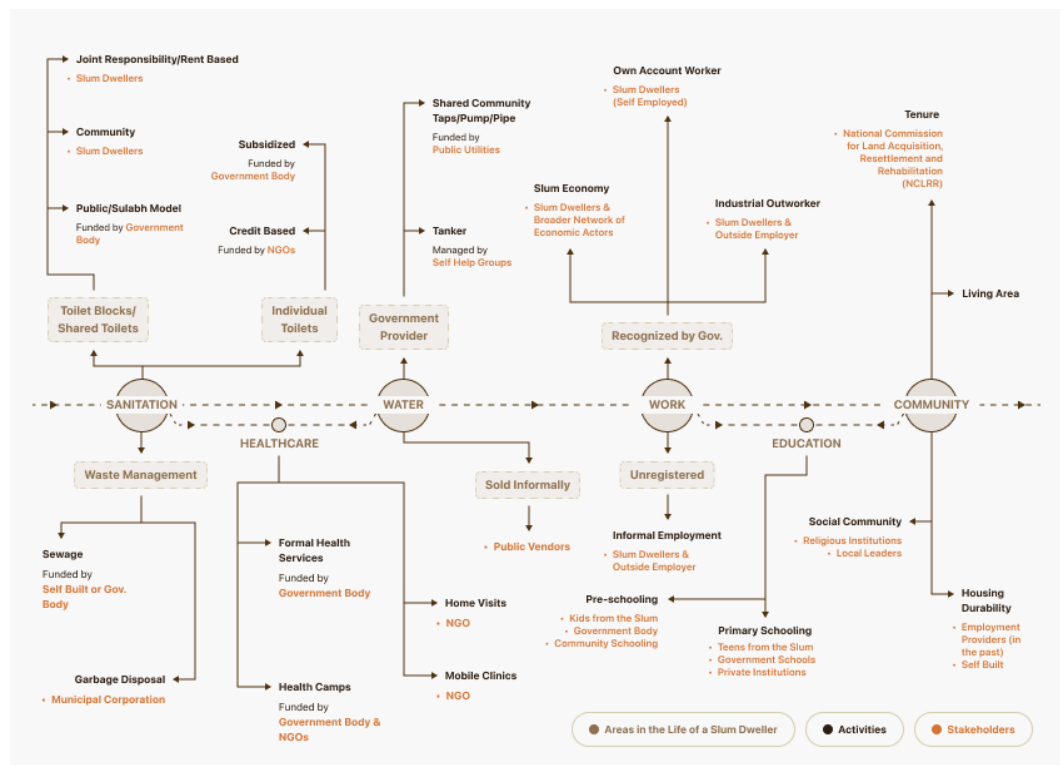 Joint Responsibility/Rent Based
• Slum Dwellers
Community
• Slum Dwellers
Public/Sulabh Model
Funded by Government
Body
Subsidized
Funded by
Government Body
Credit Based
Funded by NGOs
Toilet Blocks/
Shared Toilets
Individual
Toilets
Shared Community
Taps/Pump/Pipe
Funded by
Public Utilities
Tanker
Managed by
Self Help Groups
Government
Provider
Own Account Worker
• Slum Dwellers
(Self Employed)
Slum Economy
• Slum Dwellers &
Broader Network of
Economic Actors
Industrial Outworker
• Slum Dwellers &
Outside Employer
Recognized by Gov.
Tenure
• National Commission
for Land Acquisition,
Resettlement and
Rehabilitation
(NCLRR)
Living Area
SANITATION
WATER
WORK
COMMUNITY
HEALTHCARE
EDUCATION
Waste Management
Sewage
Funded by
Self Built or Gov.
Body
Garbage Disposal
• Municipal Corporation
Formal Health
Services
Funded by
Government Body
Health Camps
Funded by
Government Body &
NGOs
Home Visits
• NGO
Mobile Clinics
• NGO
Sold Informally
• Public Vendors
Unregistered
Informal Employment
• Slum Dwellers &
Outside Employer
Pre-schooling
• Kids from the Slum
• Government Body
• Community Schooling
Primary Schooling
• Teens from the Slum
• Government Schools
• Private Institutions
Social Community
• Religious Institutions
• Local Leaders
Housing
Durability
• Employment
Providers (in
the past)
• Self Built
Areas in the Life of a Slum Dweller
Activities
Stakeholders